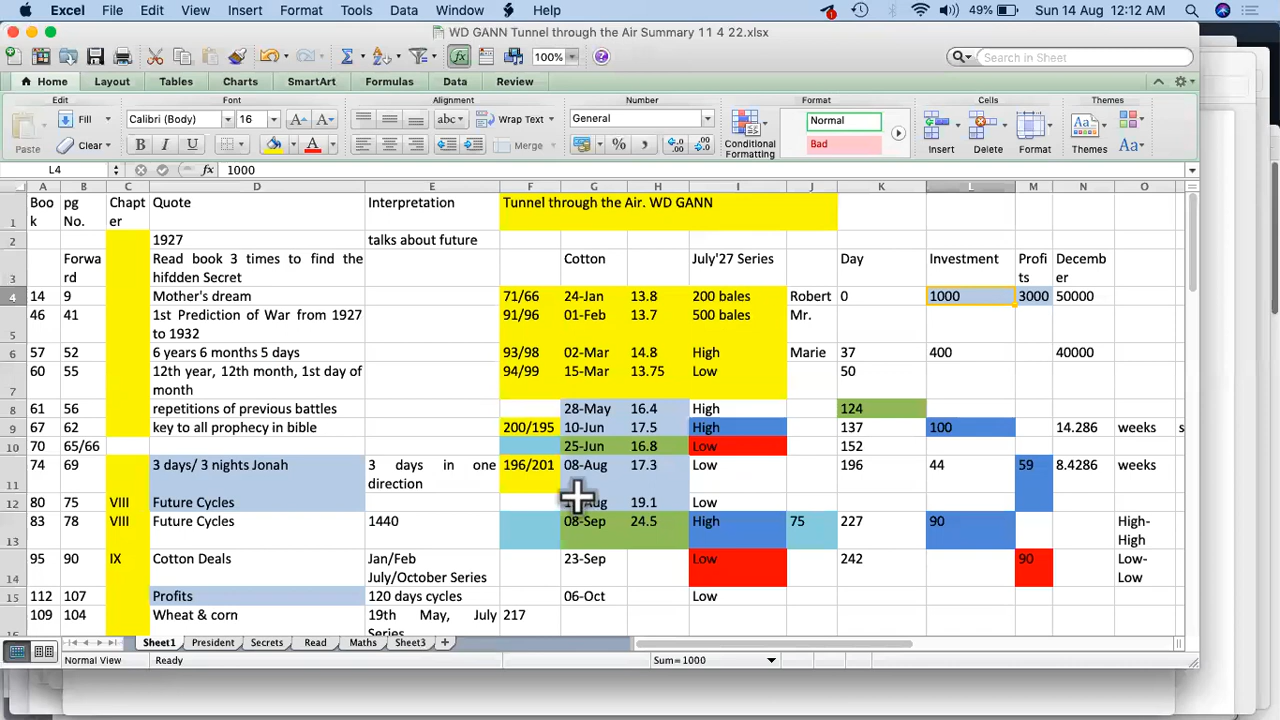 Excel File Edit View Insert Format Tools Data Window Help 49% Sun 14 Aug 12:12 AM
WD GANN Tunnel through the Air Summary 11 4 22.xlsx
100% Search in Sheet
Home Layout Tables Charts SmartArt Formulas Data Review
Edit Font Alignment Number Format Cells Themes
Paste Fill Clear Calibri (Body) 16 abc Wrap Text General Normal
B I U A Merge % Conditional Formatting Bad Insert Delete Format Themes Aa
L4 fx 1000
A B C D E F G H I J K L M N O
1 Boo k pg No. Chapt er Quote Interpretation Tunnel through the Air. WD GANN
2 1927 talks about future
3 Forwa rd Read book 3 times to find the hifdden Secret Cotton July'27 Series Day Investment Profi ts Decemb er
4 14 9 Mother's dream 71/66 24-Jan 13.8 200 bales Robert 0 1000 3000 50000
5 46 41 1st Prediction of War from 1927 to 1932 91/96 01-Feb 13.7 500 bales Mr.
6 57 52 6 years 6 months 5 days 93/98 02-Mar 14.8 High Marie 37 400 40000
7 60 55 12th year, 12th month, 1st day of month 94/99 15-Mar 13.75 Low 50
8 61 56 repetitions of previous battles 28-May 16.4 High 124
9 67 62 key to all prophecy in bible 200/195 10-Jun 17.5 High 137 100 14.286 weeks s
10 70 65/66 25-Jun 16.8 Low 152
11 74 69 3 days/ 3 nights Jonah 3 days in one direction 196/201 08-Aug 17.3 Low 196 44 59 8.4286 weeks
12 80 75 VIII Future Cycles Aug 19.1 Low
13 83 78 VIII Future Cycles 1440 08-Sep 24.5 High 75 227 90 High-High
14 95 90 IX Cotton Deals Jan/Feb July/October Series 23-Sep Low 242 90 Low-Low
15 112 107 Profits 120 days cycles 06-Oct Low
109 104 Wheat & corn 19th May, July Series 217
Sheet1 President Secrets Read Maths Sheet3
Normal View Ready Sum=1000